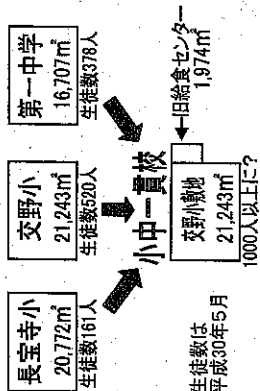 長宝寺小
20,772㎡
生徒数161人
交野小
21,243㎡
生徒数520人
第一中学
16,707㎡
生徒数378人
小中一貫校
交野小敷地
21,243㎡
旧給食センター
1,974㎡
1000人以上に?
生徒数は
平成30年5月